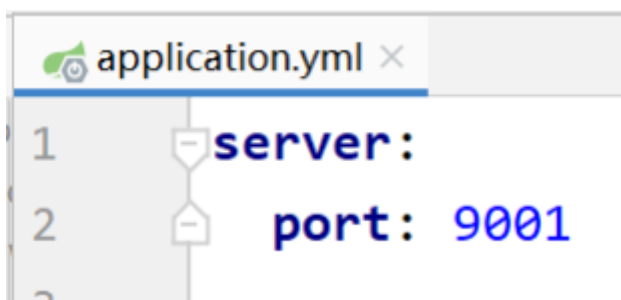 application.yml
1 server:
2   port: 9001